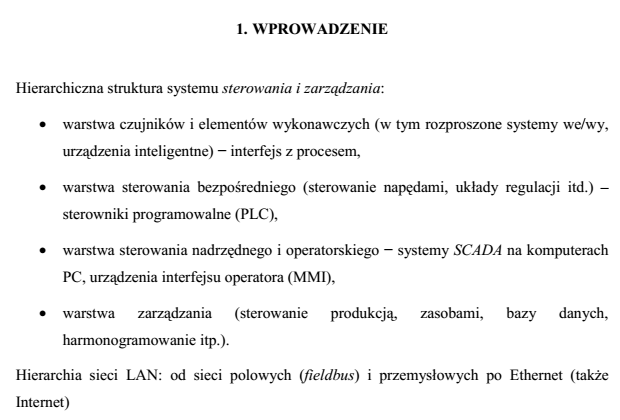 1. WPROWADZENIE
Hierarchiczna struktura systemu sterowania i zarządzania:
• warstwa czujników i elementów wykonawczych (w tym rozproszone systemy we/wy,
urządzenia inteligentne) − interfejs z procesem,
• warstwa sterowania bezpośredniego (sterowanie napędami, układy regulacji itd.) –
sterowniki programowalne (PLC),
• warstwa sterowania nadrzędnego i operatorskiego − systemy SCADA na komputerach
PC, urządzenia interfejsu operatora (MMI),
• warstwa zarządzania (sterowanie produkcją, zasobami, bazy danych,
harmonogramowanie itp.).
Hierarchia sieci LAN: od sieci polowych (fieldbus) i przemysłowych po Ethernet (także
Internet)